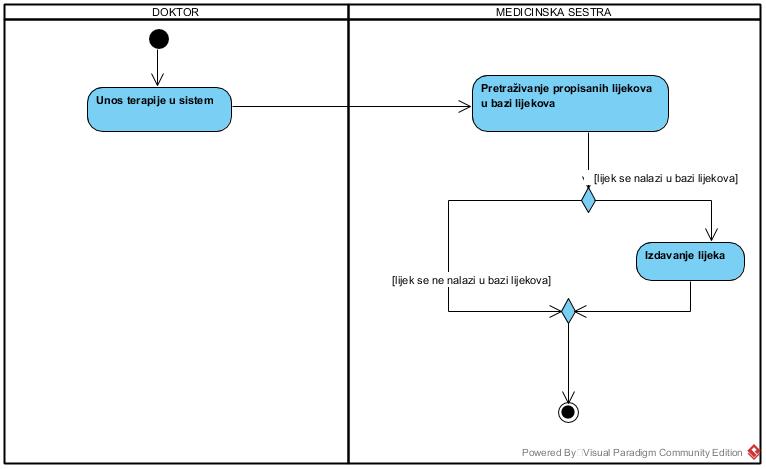 DOKTOR
MEDICINSKA SESTRA
Unos terapije u sistem
Pretraživanje propisanih lijekova
u bazi lijekova
[lijek se nalazi u bazi lijekova]
Izdavanje lijeka
[lijek se ne nalazi u bazi lijekova]
Powered By Visual Paradigm Community Edition